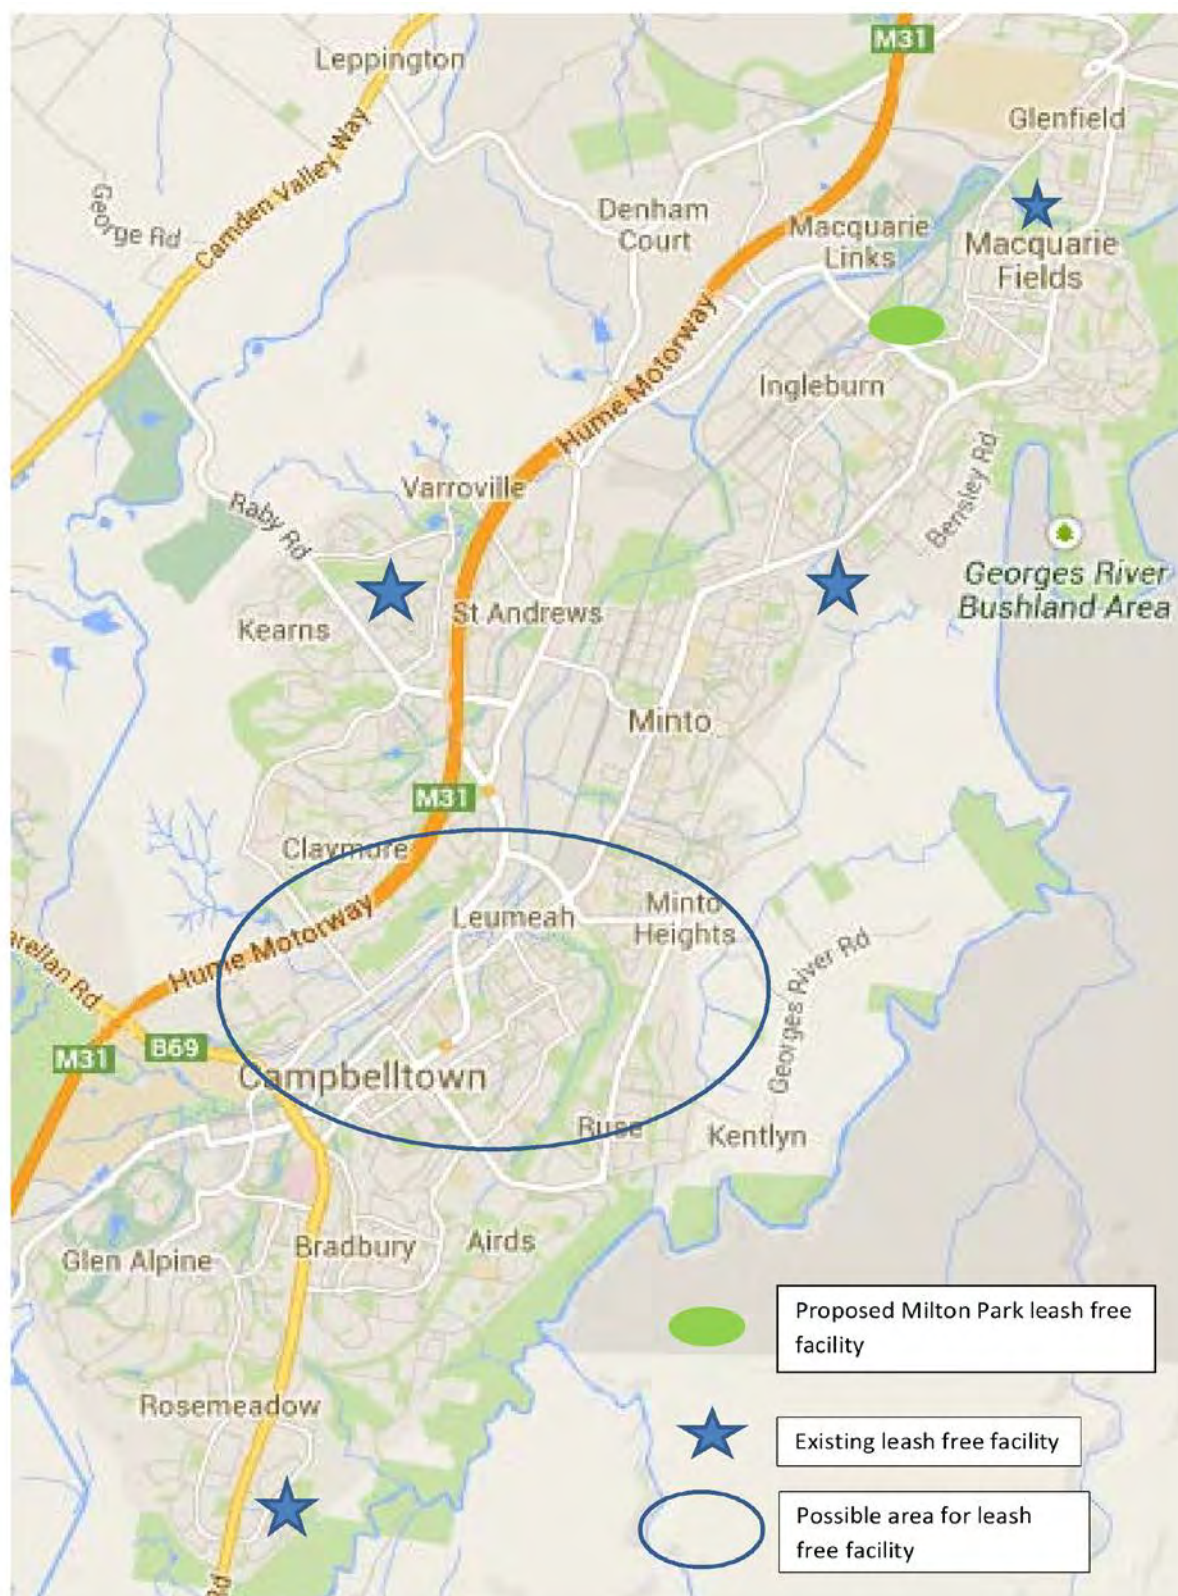 M31
Leppington
Glenfield
Camden Valley Way
George Rd
Denham
Court
Macquarie
Links
Macquarie
Fields
Hume Motorway
Ingleburn
Bensley Rd
Varroville
Raby Rd
Georges River
Bushland Area
St Andrews
Kearns
Minto
M31
Claymore
Leumeah
Minto
Heights
Hume Motorway
arellan Rd
Georges River Rd
M31
B69
Campbelltown
Ruse
Kentlyn
Airds
Bradbury
Glen Alpine
Proposed Milton Park leash free
facility
Rosemeadow
Existing leash free facility
Possible area for leash
free facility
Rd